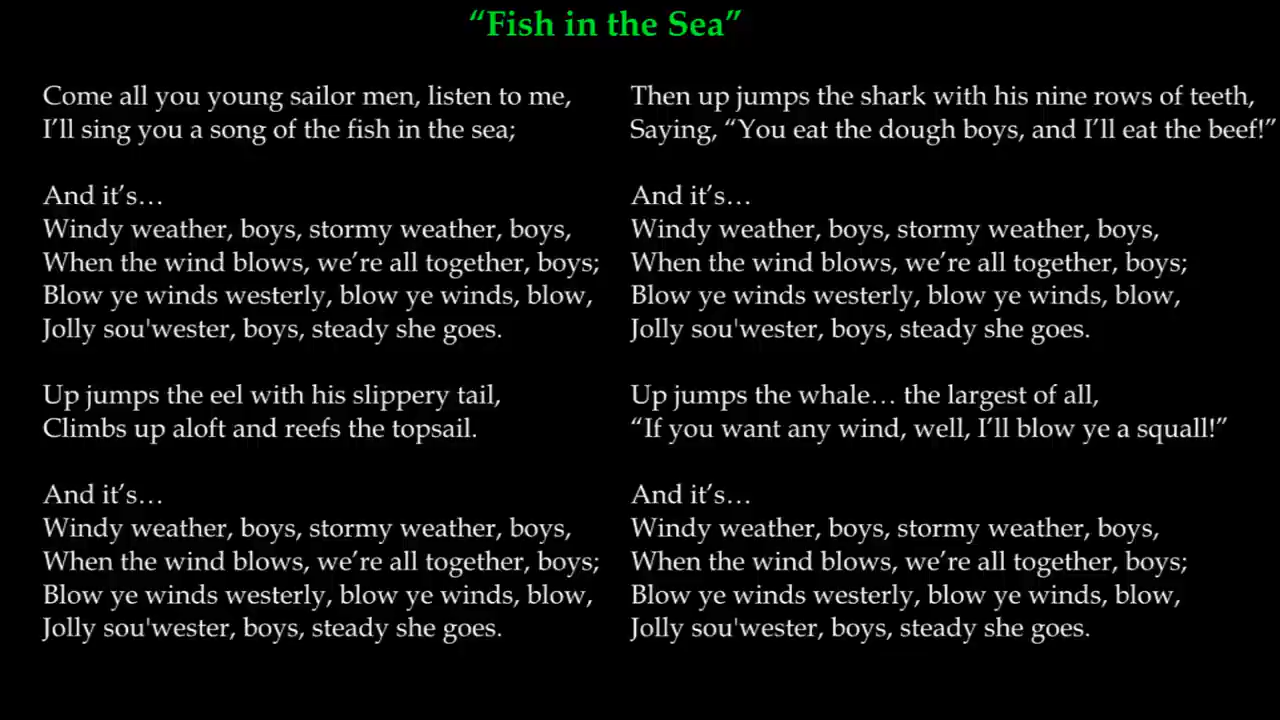 “Fish in the Sea”
Come all you young sailor men, listen to me,
I’ll sing you a song of the fish in the sea;
And it’s…
Windy weather, boys, stormy weather, boys,
When the wind blows, we’re all together, boys;
Blow ye winds westerly, blow ye winds, blow,
Jolly sou'wester, boys, steady she goes.
Up jumps the eel with his slippery tail,
Climbs up aloft and reefs the topsail.
And it’s…
Windy weather, boys, stormy weather, boys,
When the wind blows, we’re all together, boys;
Blow ye winds westerly, blow ye winds, blow,
Jolly sou'wester, boys, steady she goes.
Then up jumps the shark with his nine rows of teeth,
Saying, “You eat the dough boys, and I’ll eat the beef!”
And it’s…
Windy weather, boys, stormy weather, boys,
When the wind blows, we’re all together, boys;
Blow ye winds westerly, blow ye winds, blow,
Jolly sou'wester, boys, steady she goes.
Up jumps the whale… the largest of all,
“If you want any wind, well, I’ll blow ye a squall!”
And it’s…
Windy weather, boys, stormy weather, boys,
When the wind blows, we’re all together, boys;
Blow ye winds westerly, blow ye winds, blow,
Jolly sou'wester, boys, steady she goes.